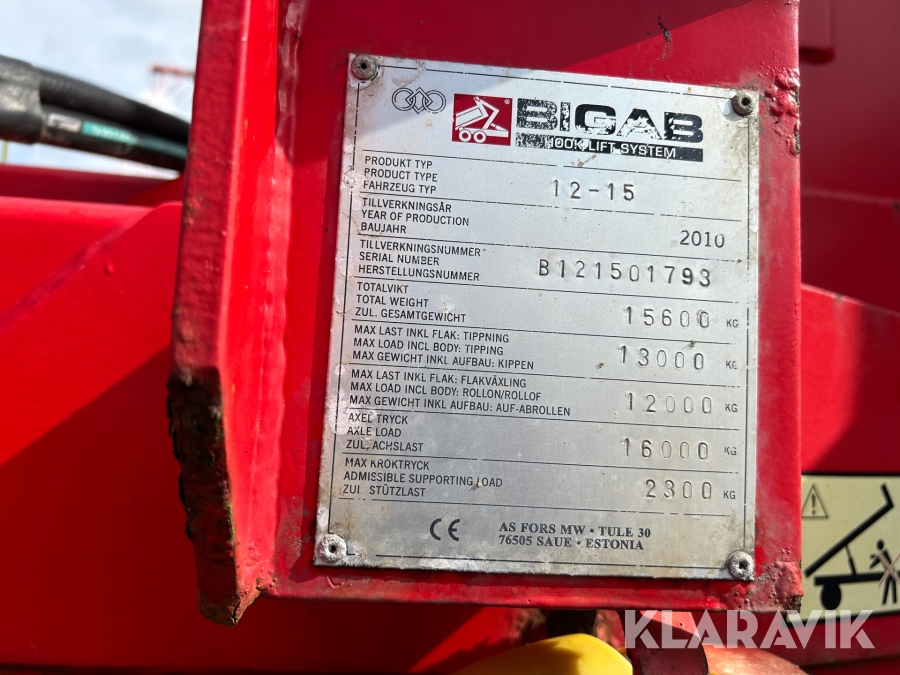 BIGAB
HOOK LIFT SYSTEM
PRODUKT TYP
PRODUCT TYPE
FAHRZEUG TYP 12-15
TILLVERKNINGSÅR
YEAR OF PRODUCTION
BAUJAHR 2010
TILLVERKNINGSNUMMER
SERIAL NUMBER
HERSTELLUNGSNUMMER B121501793
TOTALVIKT
TOTAL WEIGHT
ZUL. GESAMTGEWICHT 15600 KG
MAX LAST INKL FLAK: TIPPNING
MAX LOAD INCL BODY: TIPPING
MAX GEWICHT INKL AUFBAU: KIPPEN 13000 KG
MAX LAST INKL FLAK: FLAKVÄXLING
MAX LOAD INCL BODY: ROLLON/ROLLOF
MAX GEWICHT INKL AUFBAU: AUF-ABROLLEN 12000 KG
AXEL TRYCK
AXLE LOAD
ZUL. ACHSLAST 16000 KG
MAX KROKTRYCK
ADMISSIBLE SUPPORTING LOAD
ZUL STÜTZLAST 2300 KG
CE AS FORS MW • TULE 30
76505 SAUE • ESTONIA
KLARAVIK